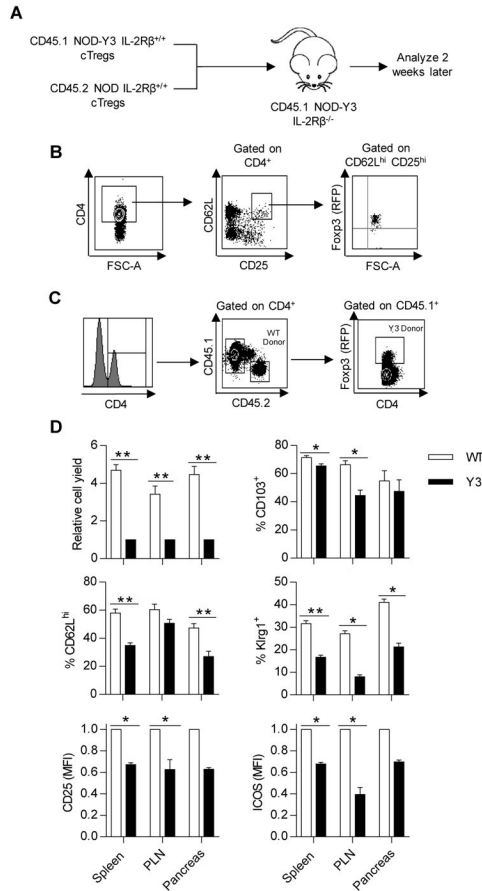 A
CD45.1 NOD-Y3 IL-2Rβ+/+
cTregs
CD45.2 NOD IL-2Rβ+/+
cTregs
CD45.1 NOD-Y3
IL-2Rβ-/-
Analyze 2
weeks later
B
CD4
FSC-A
Gated on
CD4+
CD62L
CD25
Gated on
CD62Lhi CD25hi
Foxp3 (RFP)
FSC-A
C
CD4
Gated on CD4+
CD45.1
WT
Donor
CD45.2
Gated on CD45.1+
Foxp3 (RFP)
Y3 Donor
CD4
D
Relative cell yield
8
6
4
2
0
**
**
**
% CD103+
80
60
40
20
0
*
*
WT
Y3
% CD62Lhi
80
60
40
20
0
**
**
% Klrg1+
50
40
30
20
10
0
**
*
*
CD25 (MFI)
1.0
0.8
0.6
0.4
0.2
0.0
*
*
Spleen
PLN
Pancreas
ICOS (MFI)
1.0
0.8
0.6
0.4
0.2
0.0
*
*
Spleen
PLN
Pancreas